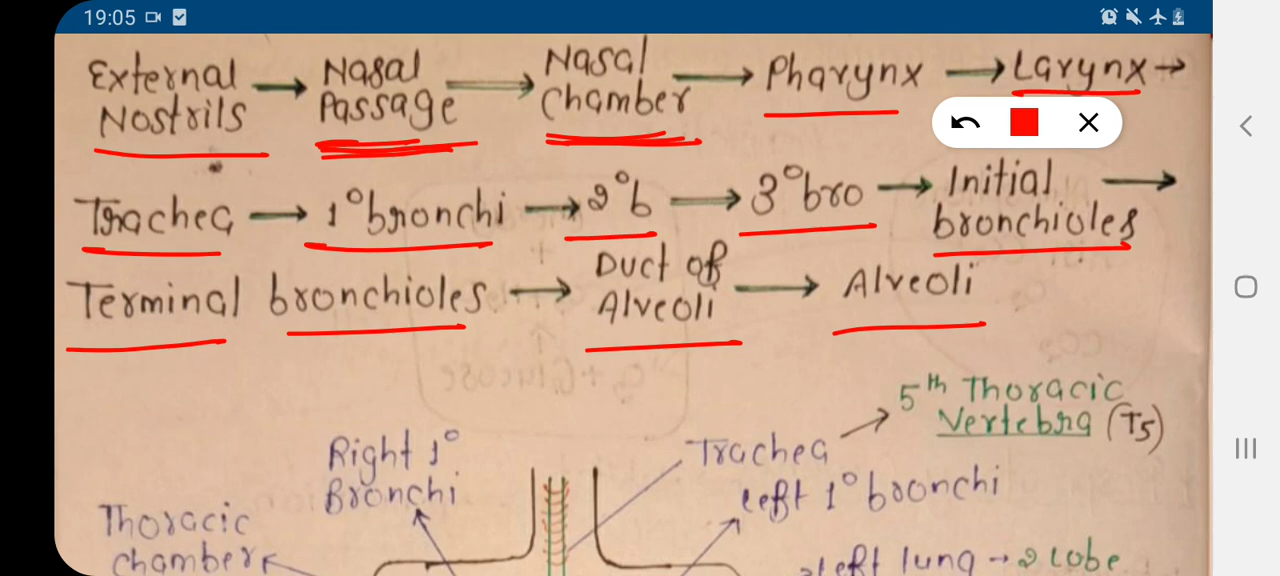 19:05
External → Nasal → Nasal → Pharynx → Larynx →
Nostrils Passage Chamber
Trachea → 1° bronchi → 2° b → 3° bro → Initial →
bronchioles
Terminal bronchioles → Duct of → Alveoli
Alveoli
5th Thoracic
Vertebra (T5)
Right 1° Trachea
Bronchi left 1° bronchi
Thoracic
chamber left lung → 2 lobe